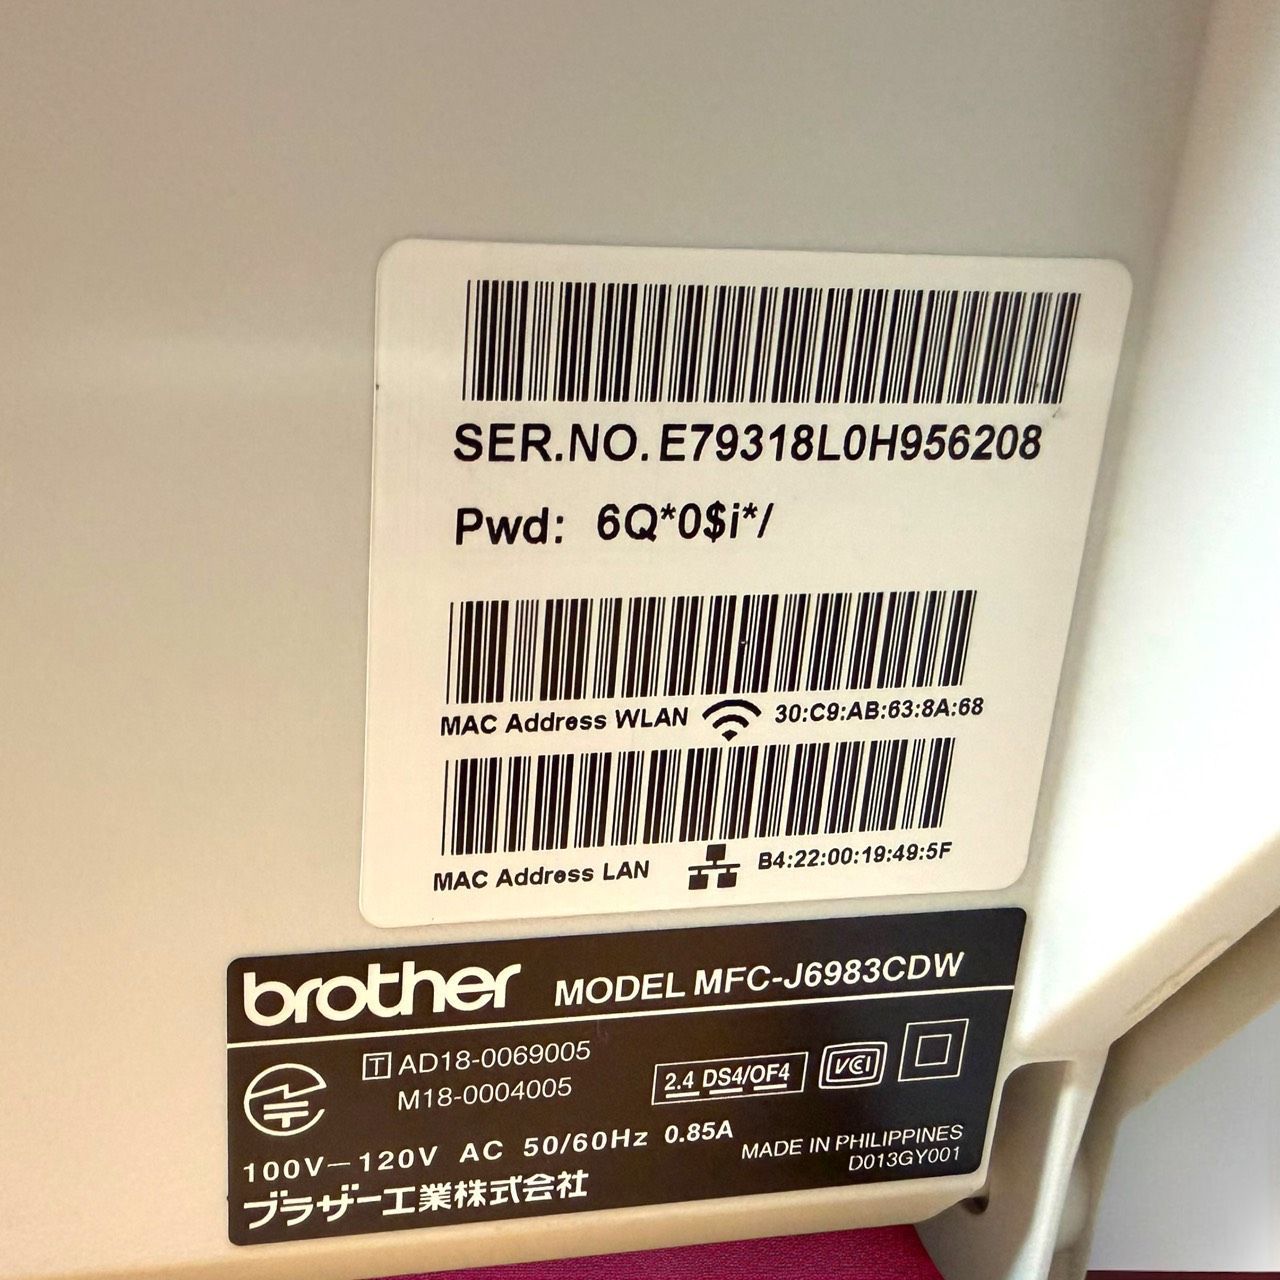 SER.NO. E79318L0H956208
Pwd: 6Q*0$i*/
MAC Address WLAN 30:C9:AB:63:8A:68
MAC Address LAN B4:22:00:19:49:5F
brother MODEL MFC-J6983CDW
T AD18-0069005
M18-0004005
2.4 DS4/OF4 VCCI
100V－120V AC 50/60Hz 0.85A
MADE IN PHILIPPINES
D013GY001
ブラザー工業株式会社